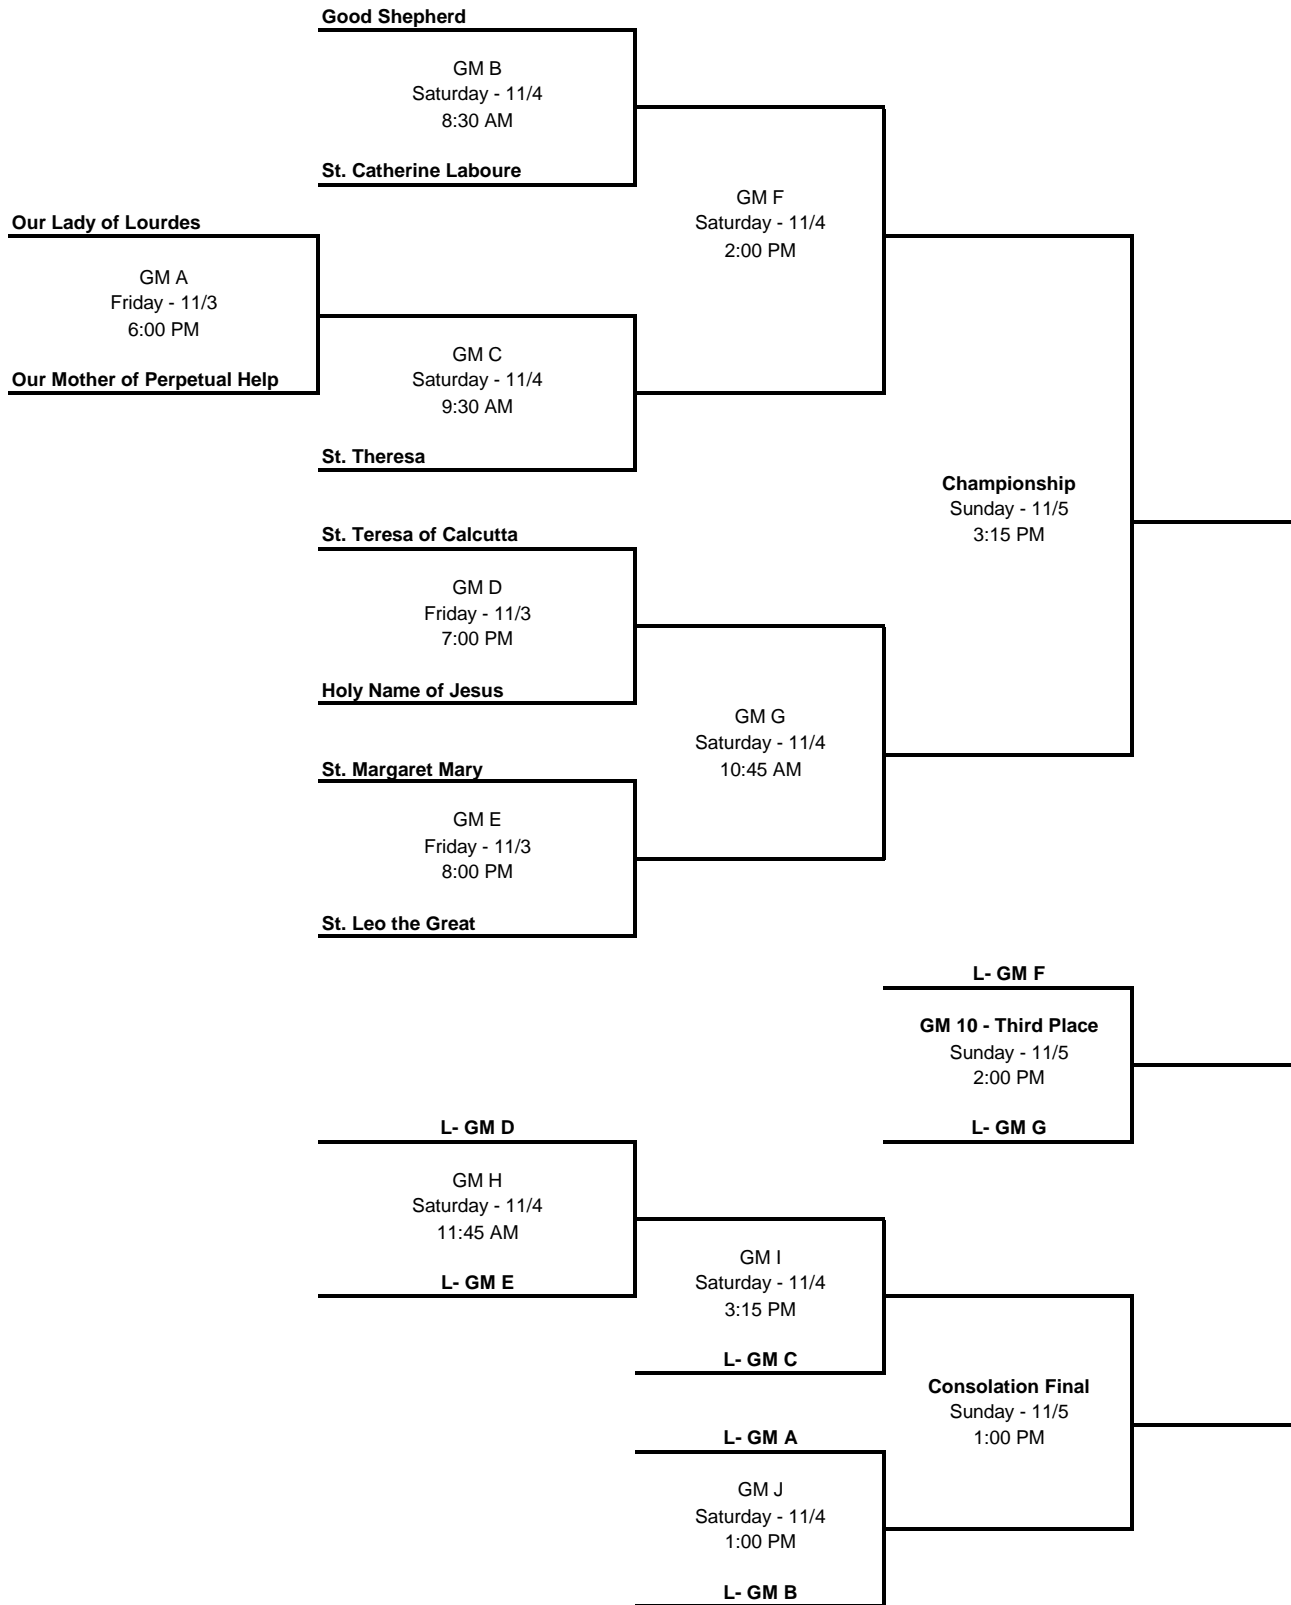 Good Shepherd
GM B
Saturday - 11/4
8:30 AM
St. Catherine Laboure
Our Lady of Lourdes
GM A
Friday - 11/3
6:00 PM
Our Mother of Perpetual Help
GM F
Saturday - 11/4
2:00 PM
GM C
Saturday - 11/4
9:30 AM
St. Theresa
Championship
Sunday - 11/5
3:15 PM
St. Teresa of Calcutta
GM D
Friday - 11/3
7:00 PM
Holy Name of Jesus
GM G
Saturday - 11/4
10:45 AM
St. Margaret Mary
GM E
Friday - 11/3
8:00 PM
St. Leo the Great
L- GM F
GM 10 - Third Place
Sunday - 11/5
2:00 PM
L- GM G
L- GM D
GM H
Saturday - 11/4
11:45 AM
L- GM E
GM I
Saturday - 11/4
3:15 PM
L- GM C
Consolation Final
Sunday - 11/5
1:00 PM
L- GM A
GM J
Saturday - 11/4
1:00 PM
L- GM B